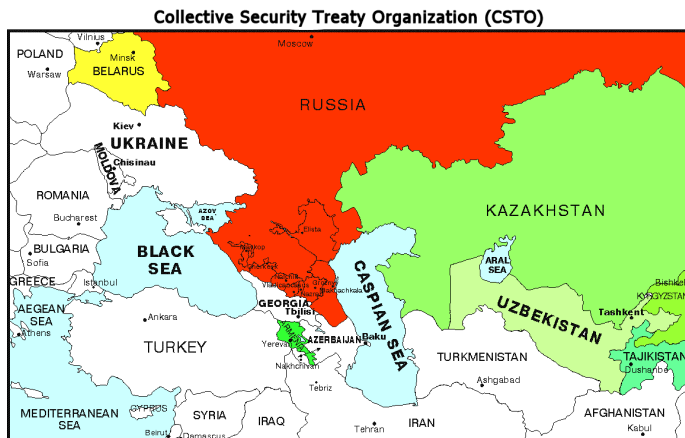 Collective Security Treaty Organization (CSTO)
Vilnius
Moscow
POLAND
Minsk
Warsaw
BELARUS
RUSSIA
Kiev
UKRAINE
MOLDOVA
Chisinau
ROMANIA
AZOV
SEA
KAZAKHSTAN
Bucharest
Elista
BULGARIA
Sofia
BLACK
SEA
CASPIAN SEA
ARAL
SEA
GREECE
Istanbul
Bishkek
KYRGYZSTAN
GEORGIA
Tbilisi
UZBEKISTAN
Tashkent
AEGEAN
SEA
Athens
Ankara
TURKEY
Yerevan
AZERBAIJAN
Baku
TURKMENISTAN
TAJIKISTAN
Dushanbe
Nakhchivan
Tebriz
Ashgabad
MEDITERRANEAN
SEA
CYPRUS
SYRIA
IRAQ
IRAN
AFGHANISTAN
Beirut
Damascus
Tehran
Kabul